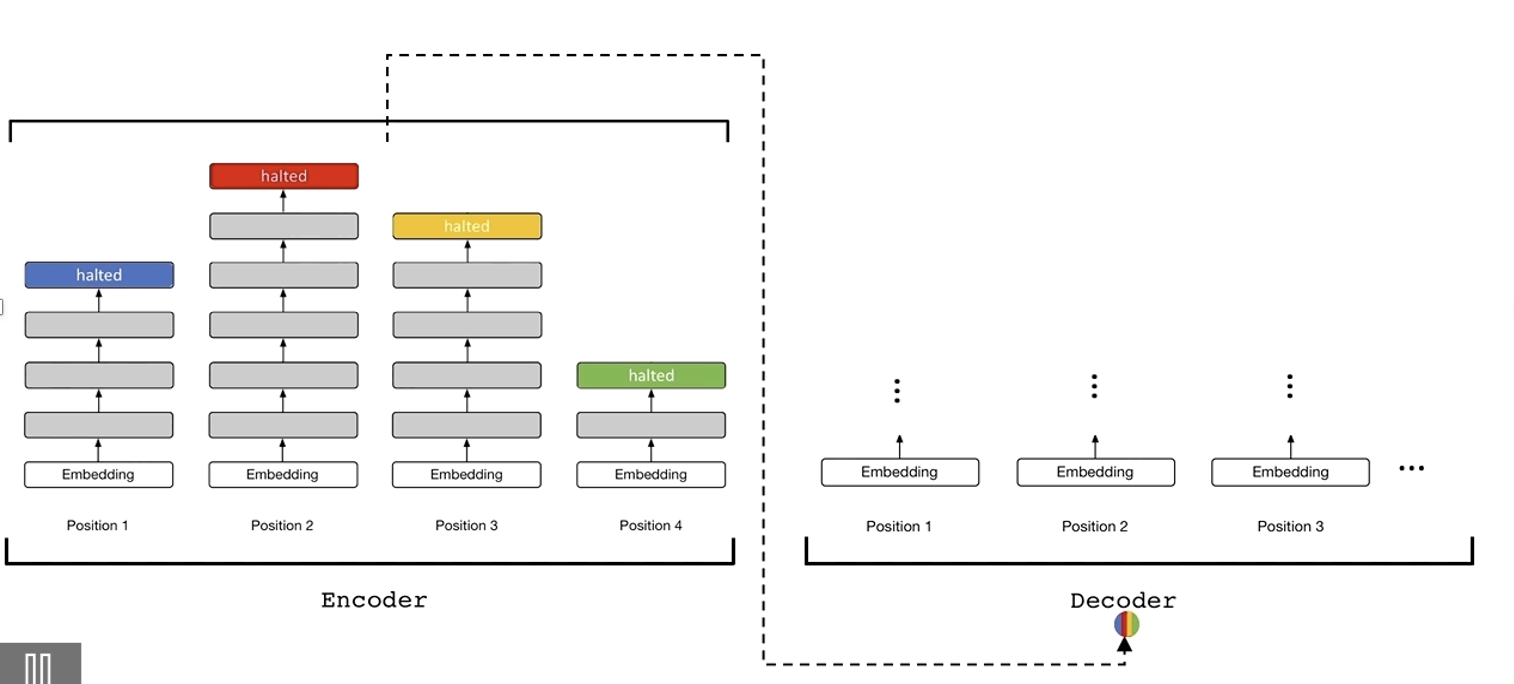 halted
halted
halted
halted
Embedding Embedding Embedding Embedding
Position 1 Position 2 Position 3 Position 4
Encoder
Embedding Embedding Embedding ...
Position 1 Position 2 Position 3
Decoder